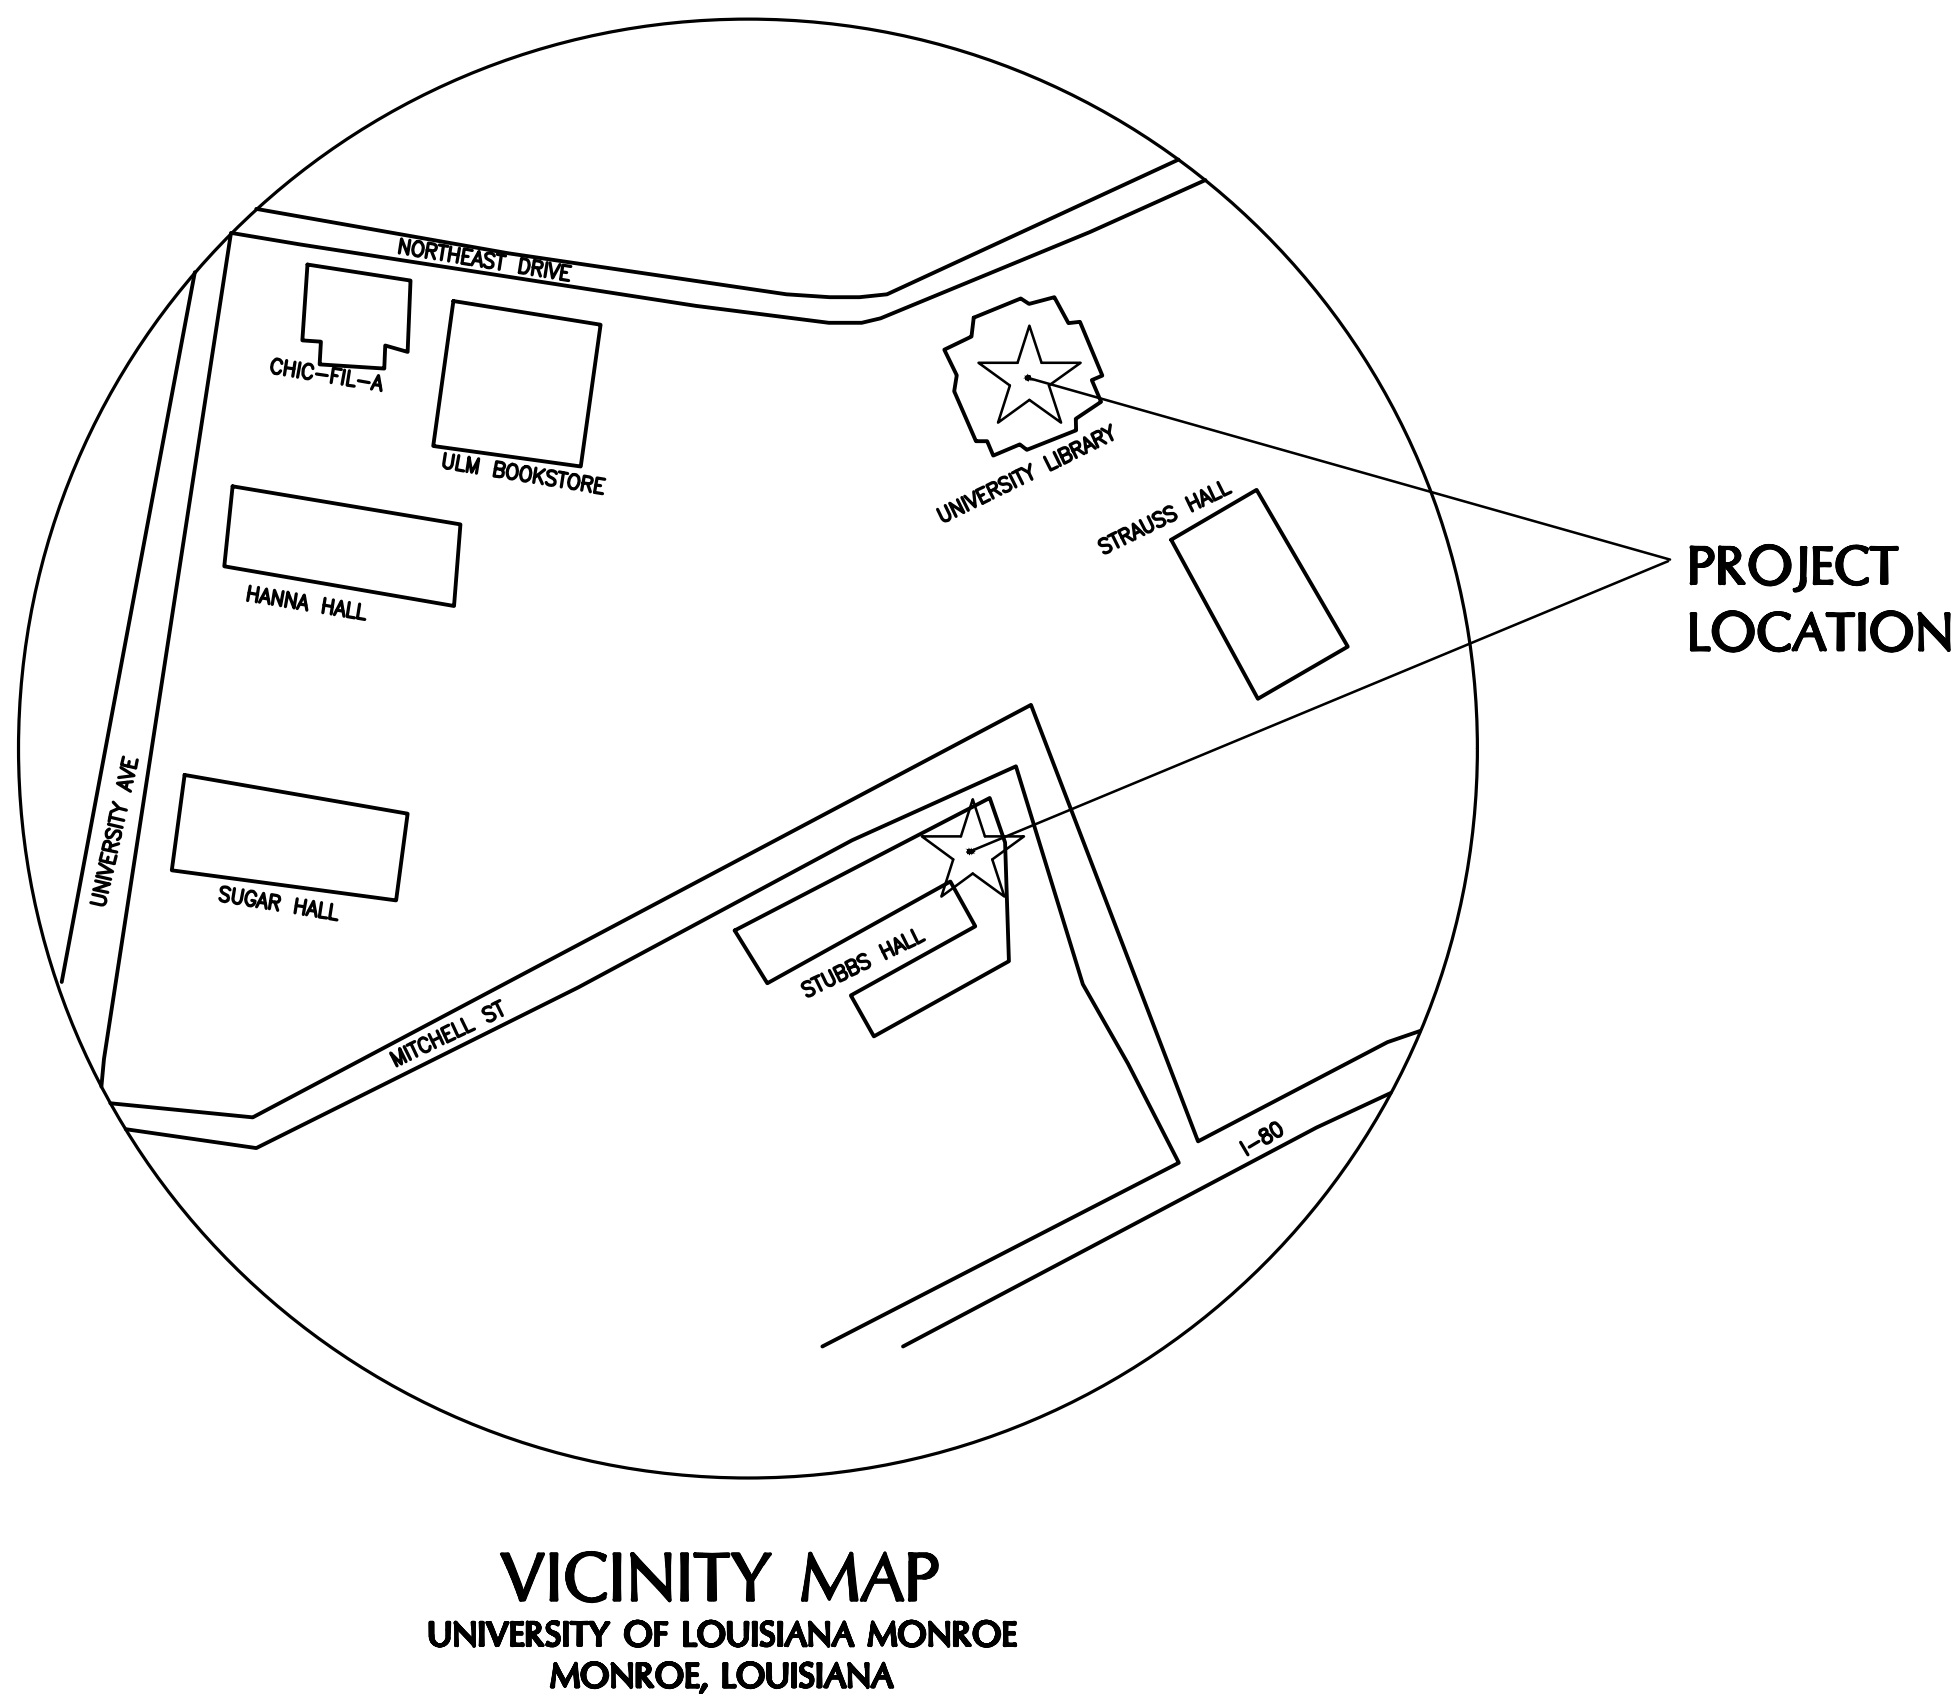 NORTHEAST DRIVE
CHIC-FIL-A
ULM BOOKSTORE
UNIVERSITY LIBRARY
STRAUSS HALL
HANNA HALL
PROJECT
LOCATION
UNIVERSITY AVE
SUGAR HALL
STUBBS HALL
MITCHELL ST
I-80
VICINITY MAP
UNIVERSITY OF LOUISIANA MONROE
MONROE, LOUISIANA